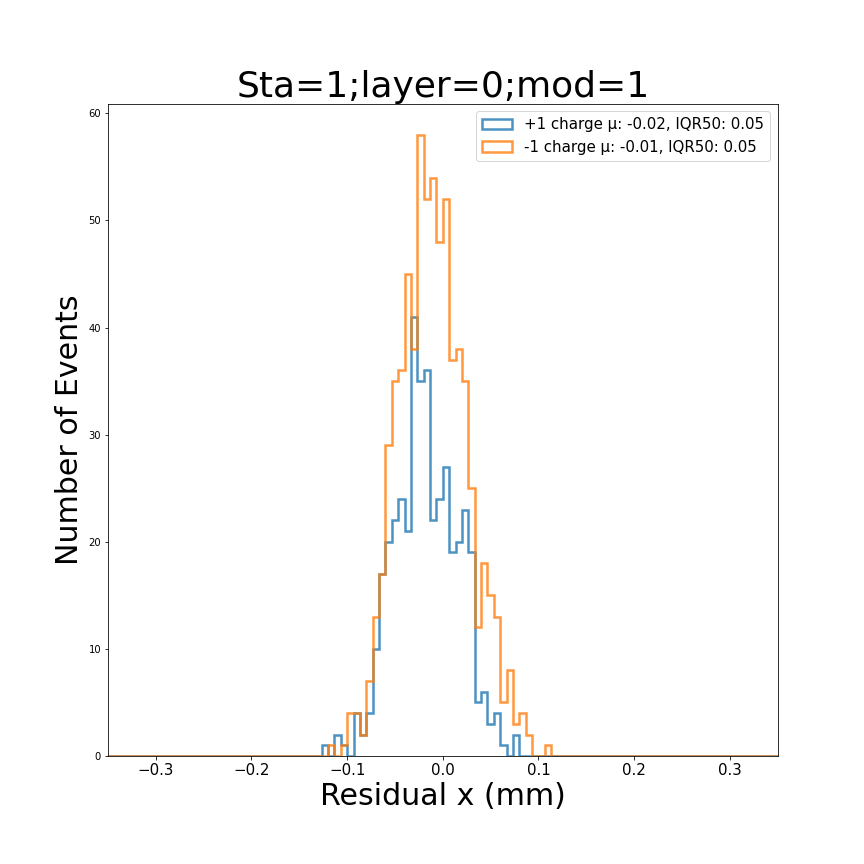 Sta=1;layer=0;mod=1
+1 charge μ: -0.02, IQR50: 0.05
-1 charge μ: -0.01, IQR50: 0.05
Number of Events
60
50
40
30
20
10
0
−0.3 −0.2 −0.1 0.0 0.1 0.2 0.3
Residual x (mm)